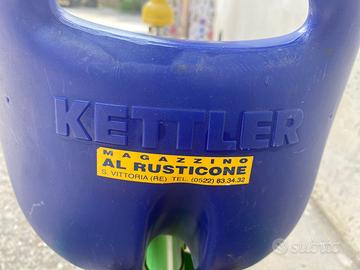 KETTLER
MAGAZZINO
AL RUSTICONE
S. VITTORIA (RE) TEL. (0522) 83.34.32
subito